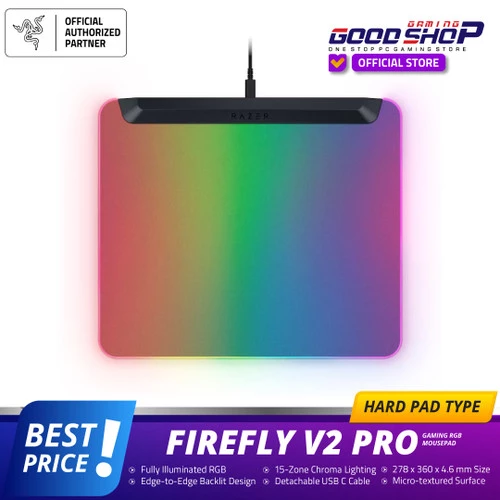 OFFICIAL
AUTHORIZED
PARTNER
GAMING
GOODSHOP
ONE STOP PC GAMING STORE
OFFICIAL STORE
RAZER
HARD PAD TYPE
BEST
PRICE!
FIREFLY V2 PRO
GAMING RGB
MOUSEPAD
Fully Illuminated RGB
15-Zone Chroma Lighting
278 x 360 x 4.6 mm Size
Edge-to-Edge Backlit Design
Detachable USB C Cable
Micro-textured Surface